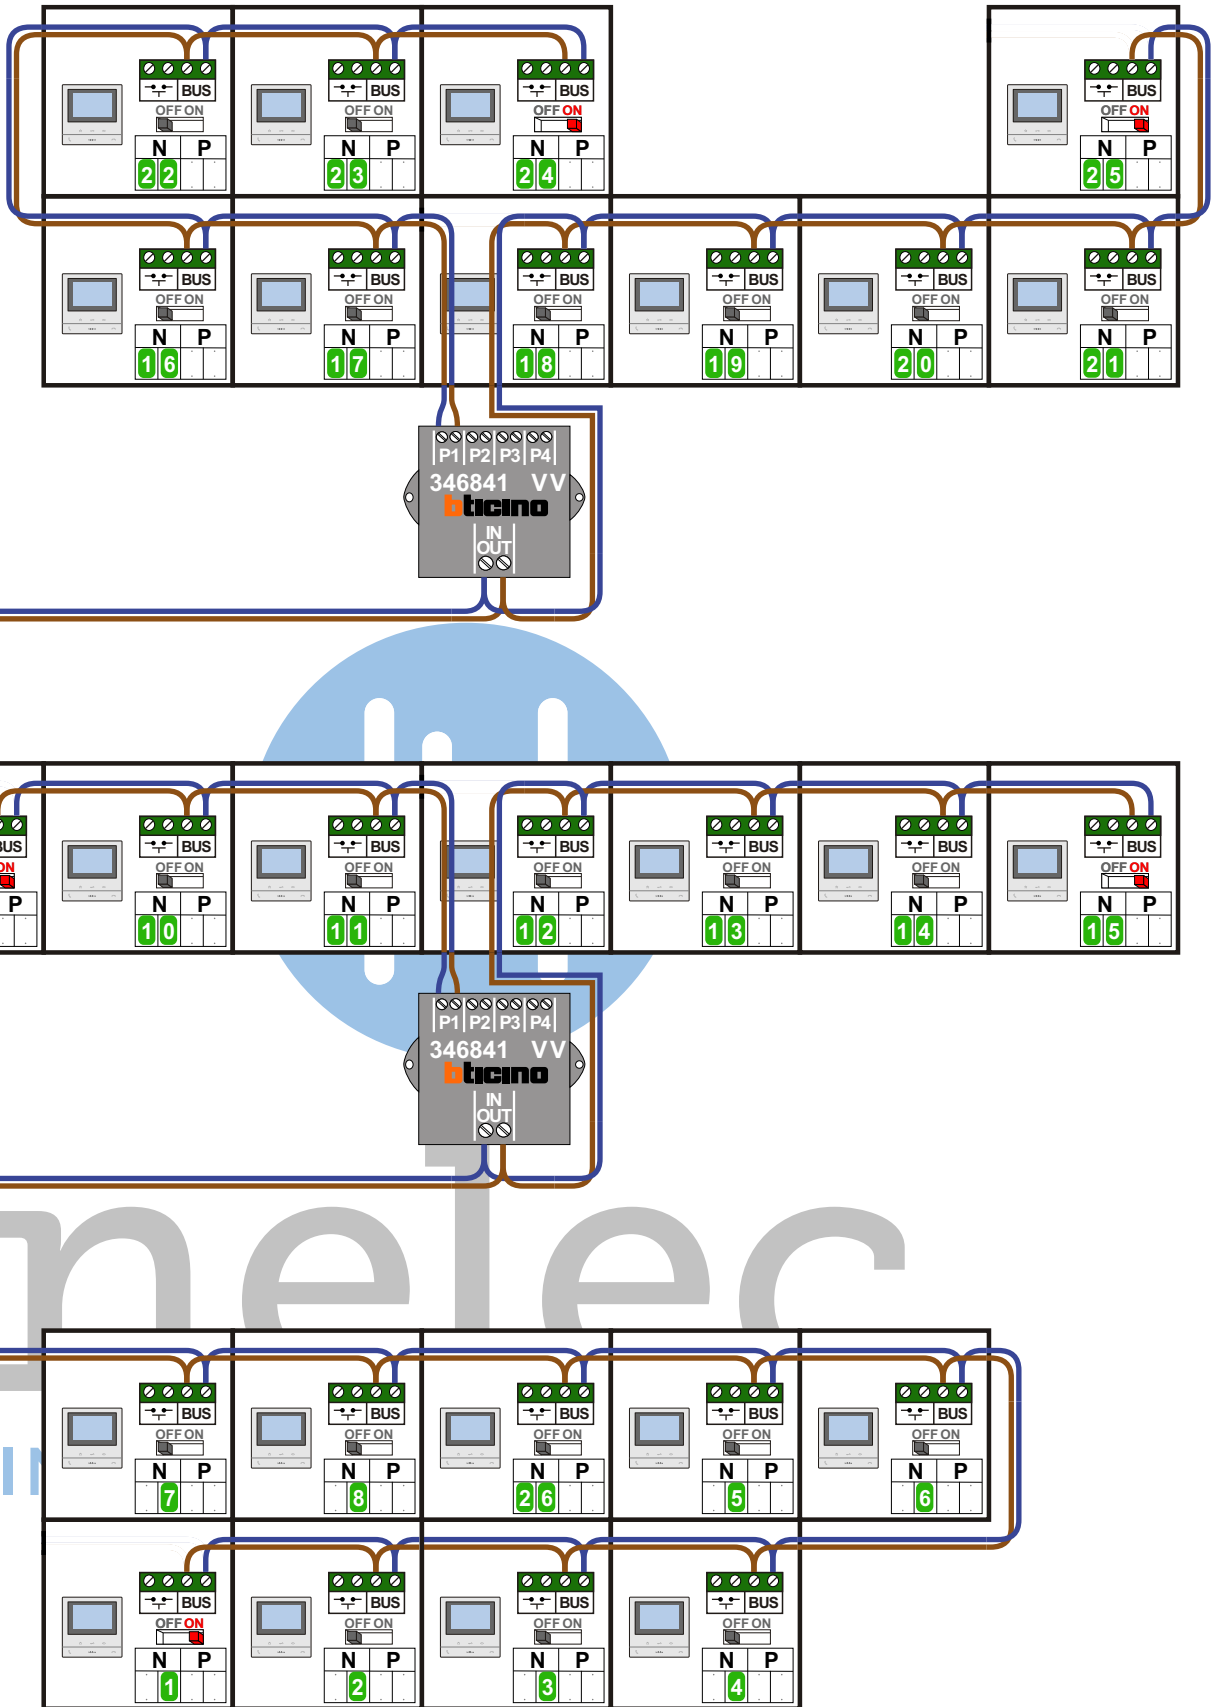 BUS BUS BUS BUS
OFF ON OFF ON OFF ON OFF ON
N P N P N P N P
22 23 24 25
BUS BUS BUS BUS BUS BUS
OFF ON OFF ON OFF ON OFF ON OFF ON OFF ON
N P N P N P N P N P N P
16 17 18 19 20 21
P1 P2 P3 P4
346841 VV
bticino
IN
OUT
BUS BUS BUS BUS BUS BUS BUS
ON OFF ON OFF ON OFF ON OFF ON OFF ON OFF ON
P N P N P N P N P N P N P
10 11 12 13 14 15
P1 P2 P3 P4
346841 VV
bticino
IN
OUT
nelec
BUS BUS BUS BUS BUS
OFF ON OFF ON OFF ON OFF ON OFF ON
IN
N P N P N P N P N P
7 8 26 5 6
BUS BUS BUS BUS
OFF ON OFF ON OFF ON OFF ON
N P N P N P N P
1 2 3 4